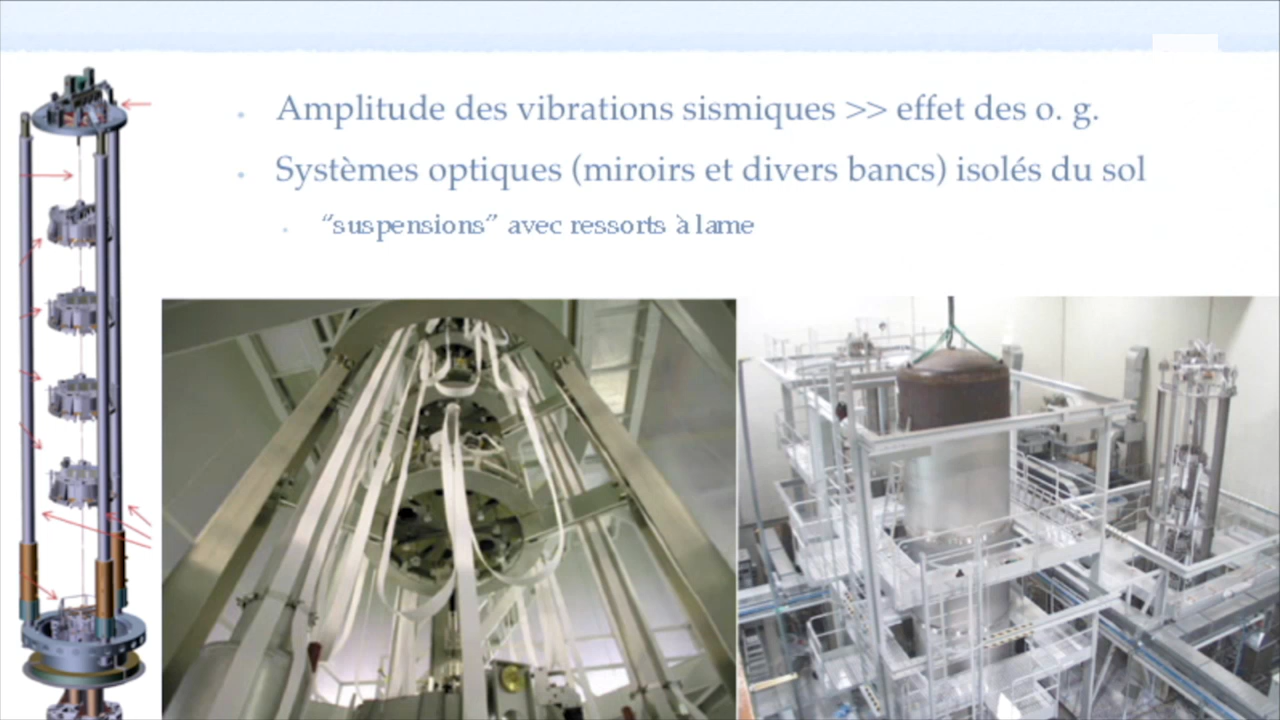 Amplitude des vibrations sismiques >> effet des o. g.
Systèmes optiques (miroirs et divers bancs) isolés du sol
“suspensions” avec ressorts à lame